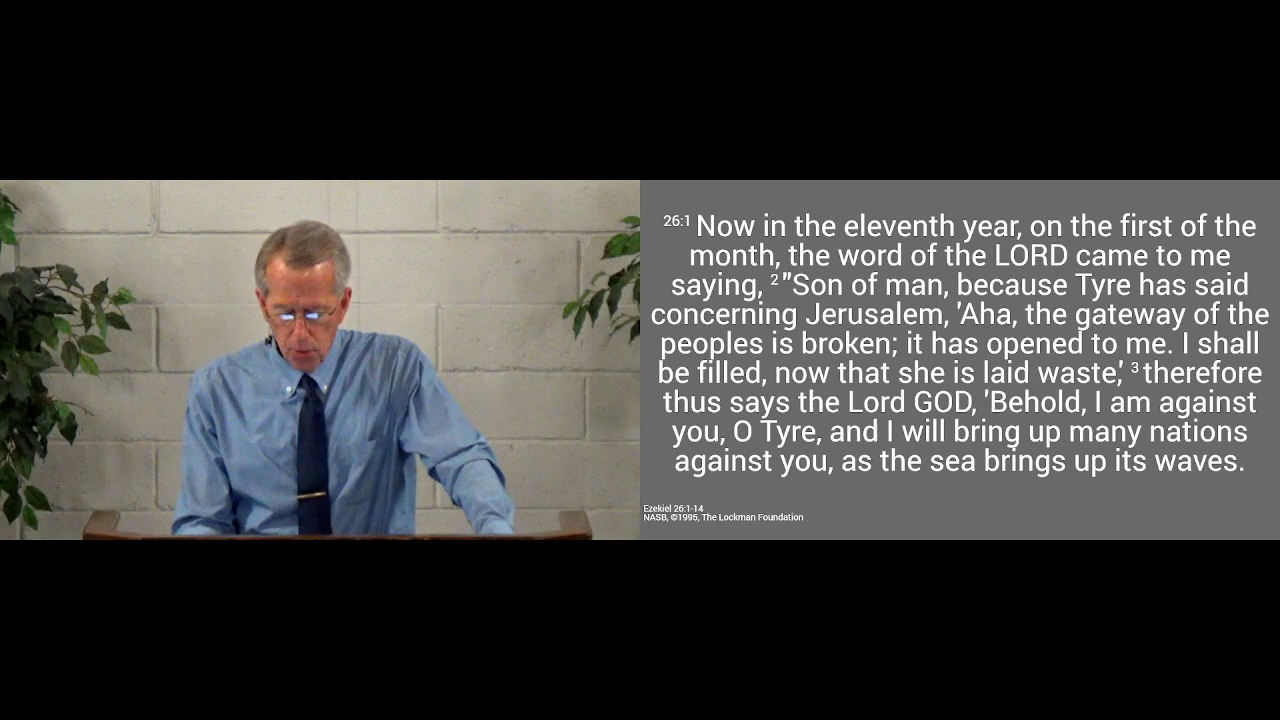 26:1 Now in the eleventh year, on the first of the
month, the word of the LORD came to me
saying, 2 "Son of man, because Tyre has said
concerning Jerusalem, 'Aha, the gateway of the
peoples is broken; it has opened to me. I shall
be filled, now that she is laid waste,' 3 therefore
thus says the Lord GOD, 'Behold, I am against
you, O Tyre, and I will bring up many nations
against you, as the sea brings up its waves.
Ezekiel 26:1-14
NASB, ©1995, The Lockman Foundation